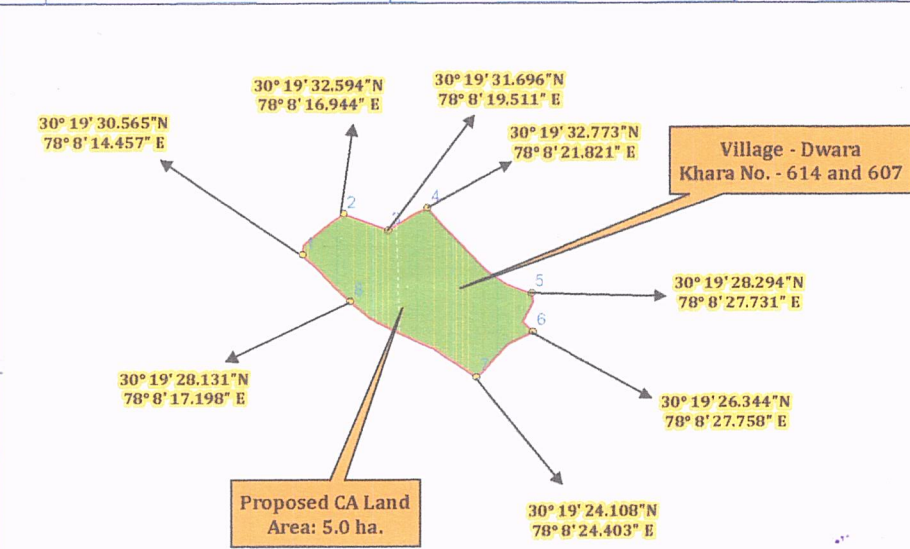 30° 19' 32.594"N
78° 8' 16.944" E
30° 19' 31.696"N
78° 8' 19.511" E
30° 19' 30.565"N
78° 8' 14.457" E
30° 19' 32.773"N
78° 8' 21.821" E
Village - Dwara
Khara No. - 614 and 607
2
3
4
1
5
30° 19' 28.294"N
78° 8' 27.731" E
8
6
7
30° 19' 28.131"N
78° 8' 17.198" E
30° 19' 26.344"N
78° 8' 27.758" E
Proposed CA Land
Area: 5.0 ha.
30° 19' 24.108"N
78° 8' 24.403" E